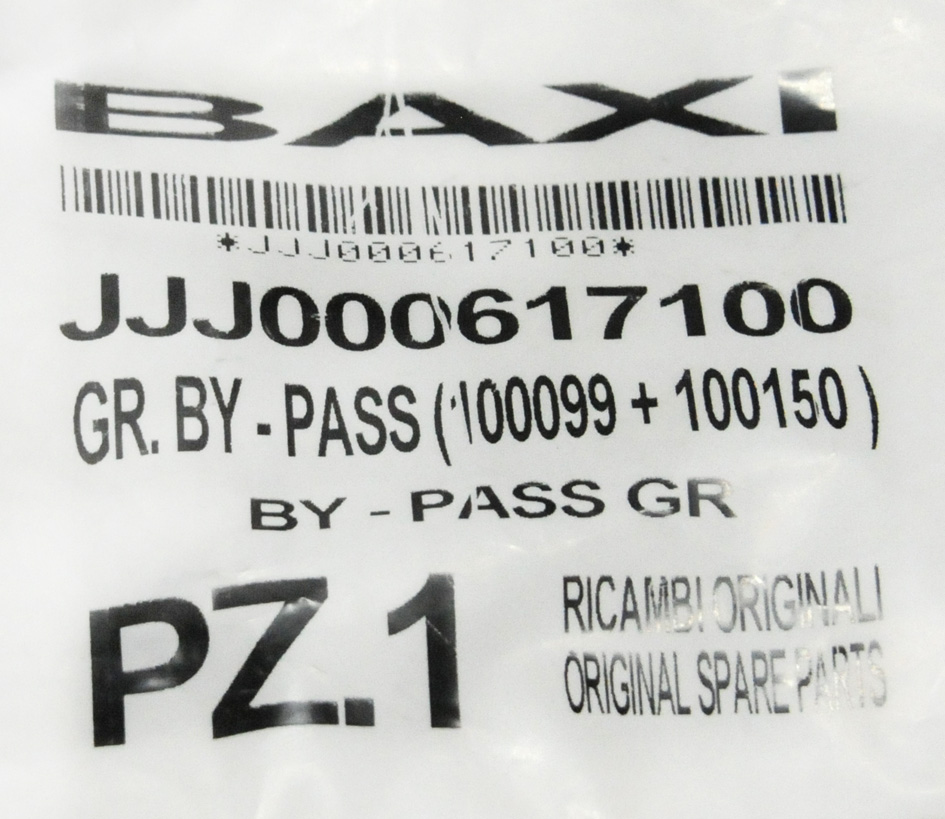 BAXI
*JJJ000617100*
JJJ000617100
GR. BY - PASS (100099 + 100150 )
BY - PASS GR
PZ.1
RICAMBI ORIGINALI
ORIGINAL SPARE PARTS